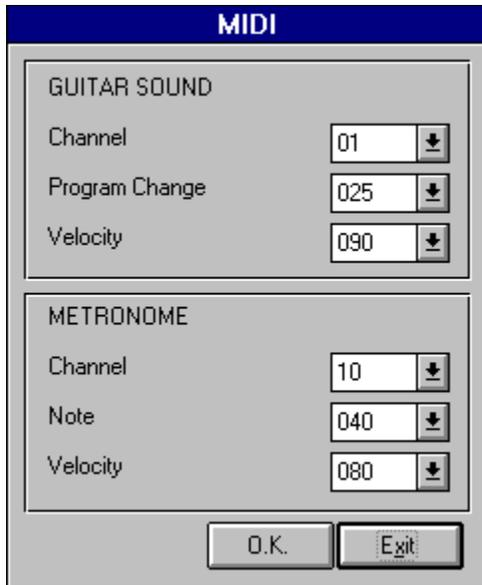 MIDI
GUITAR SOUND
Channel 01
Program Change 025
Velocity 090
METRONOME
Channel 10
Note 040
Velocity 080
O.K. Exit